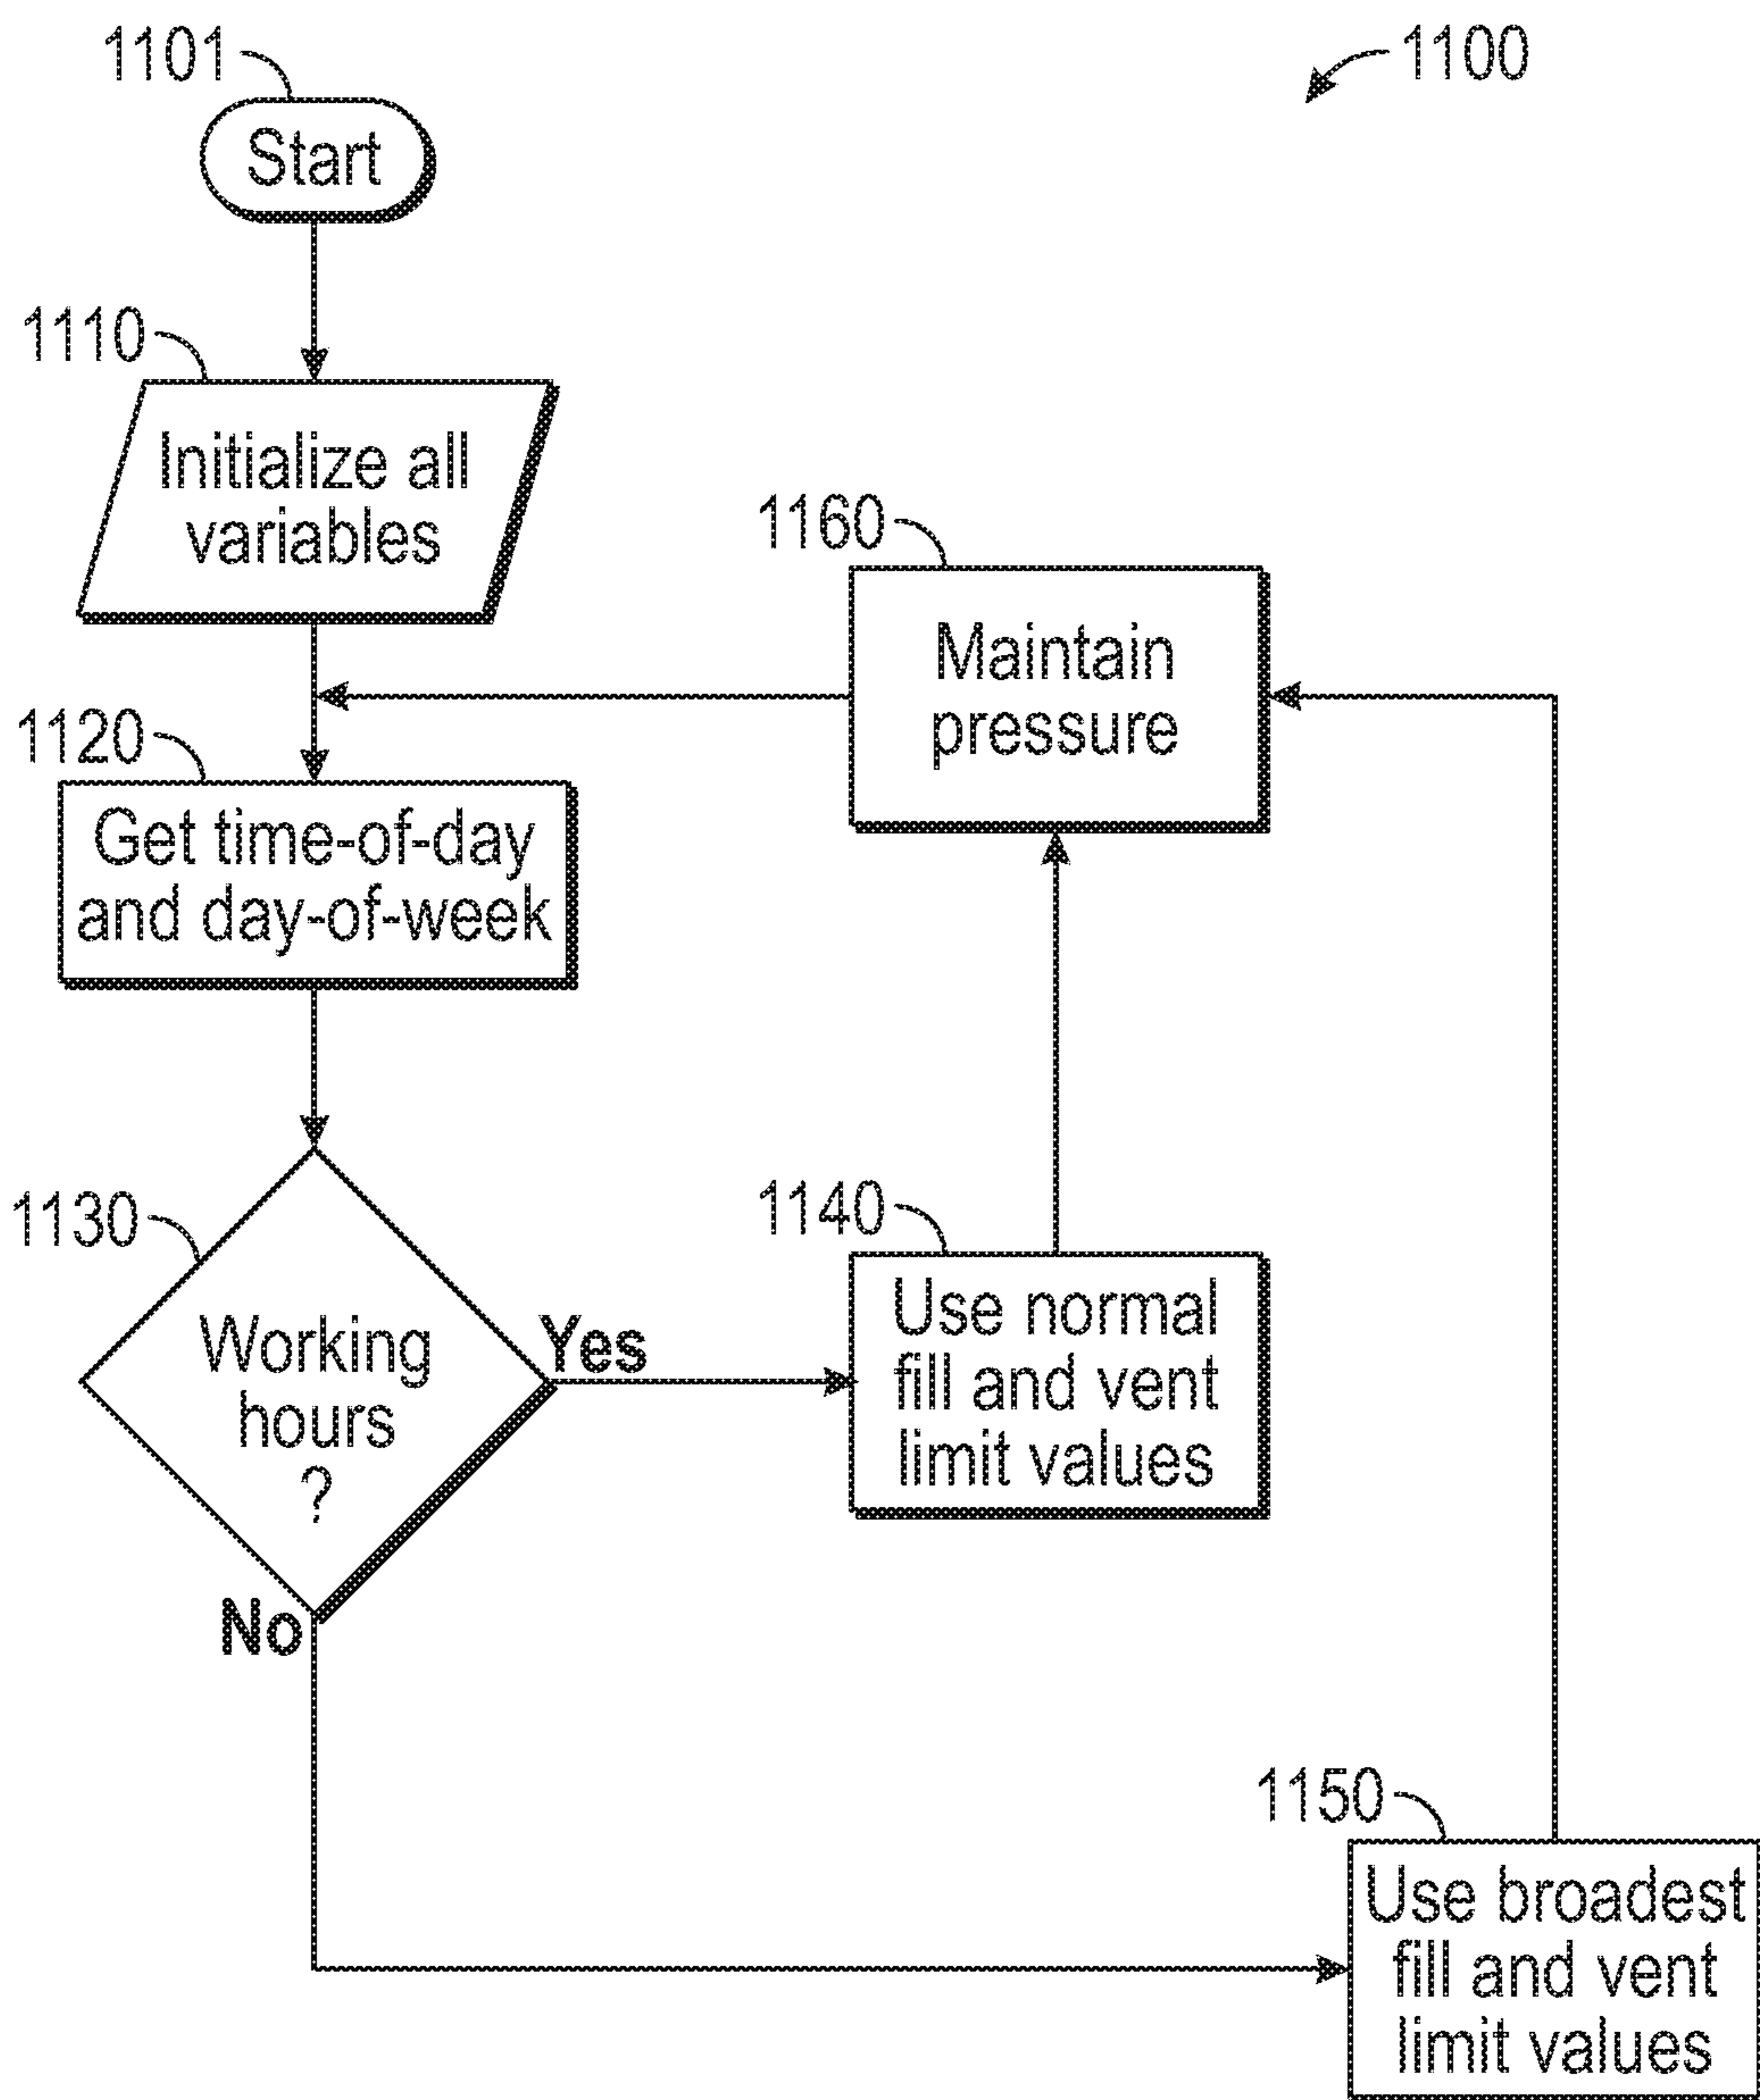 1101
1100
Start
1110
Initialize all
variables
1160
Maintain
pressure
1120
Get time-of-day
and day-of-week
1130
Working
hours
?
Yes
No
1140
Use normal
fill and vent
limit values
1150
Use broadest
fill and vent
limit values